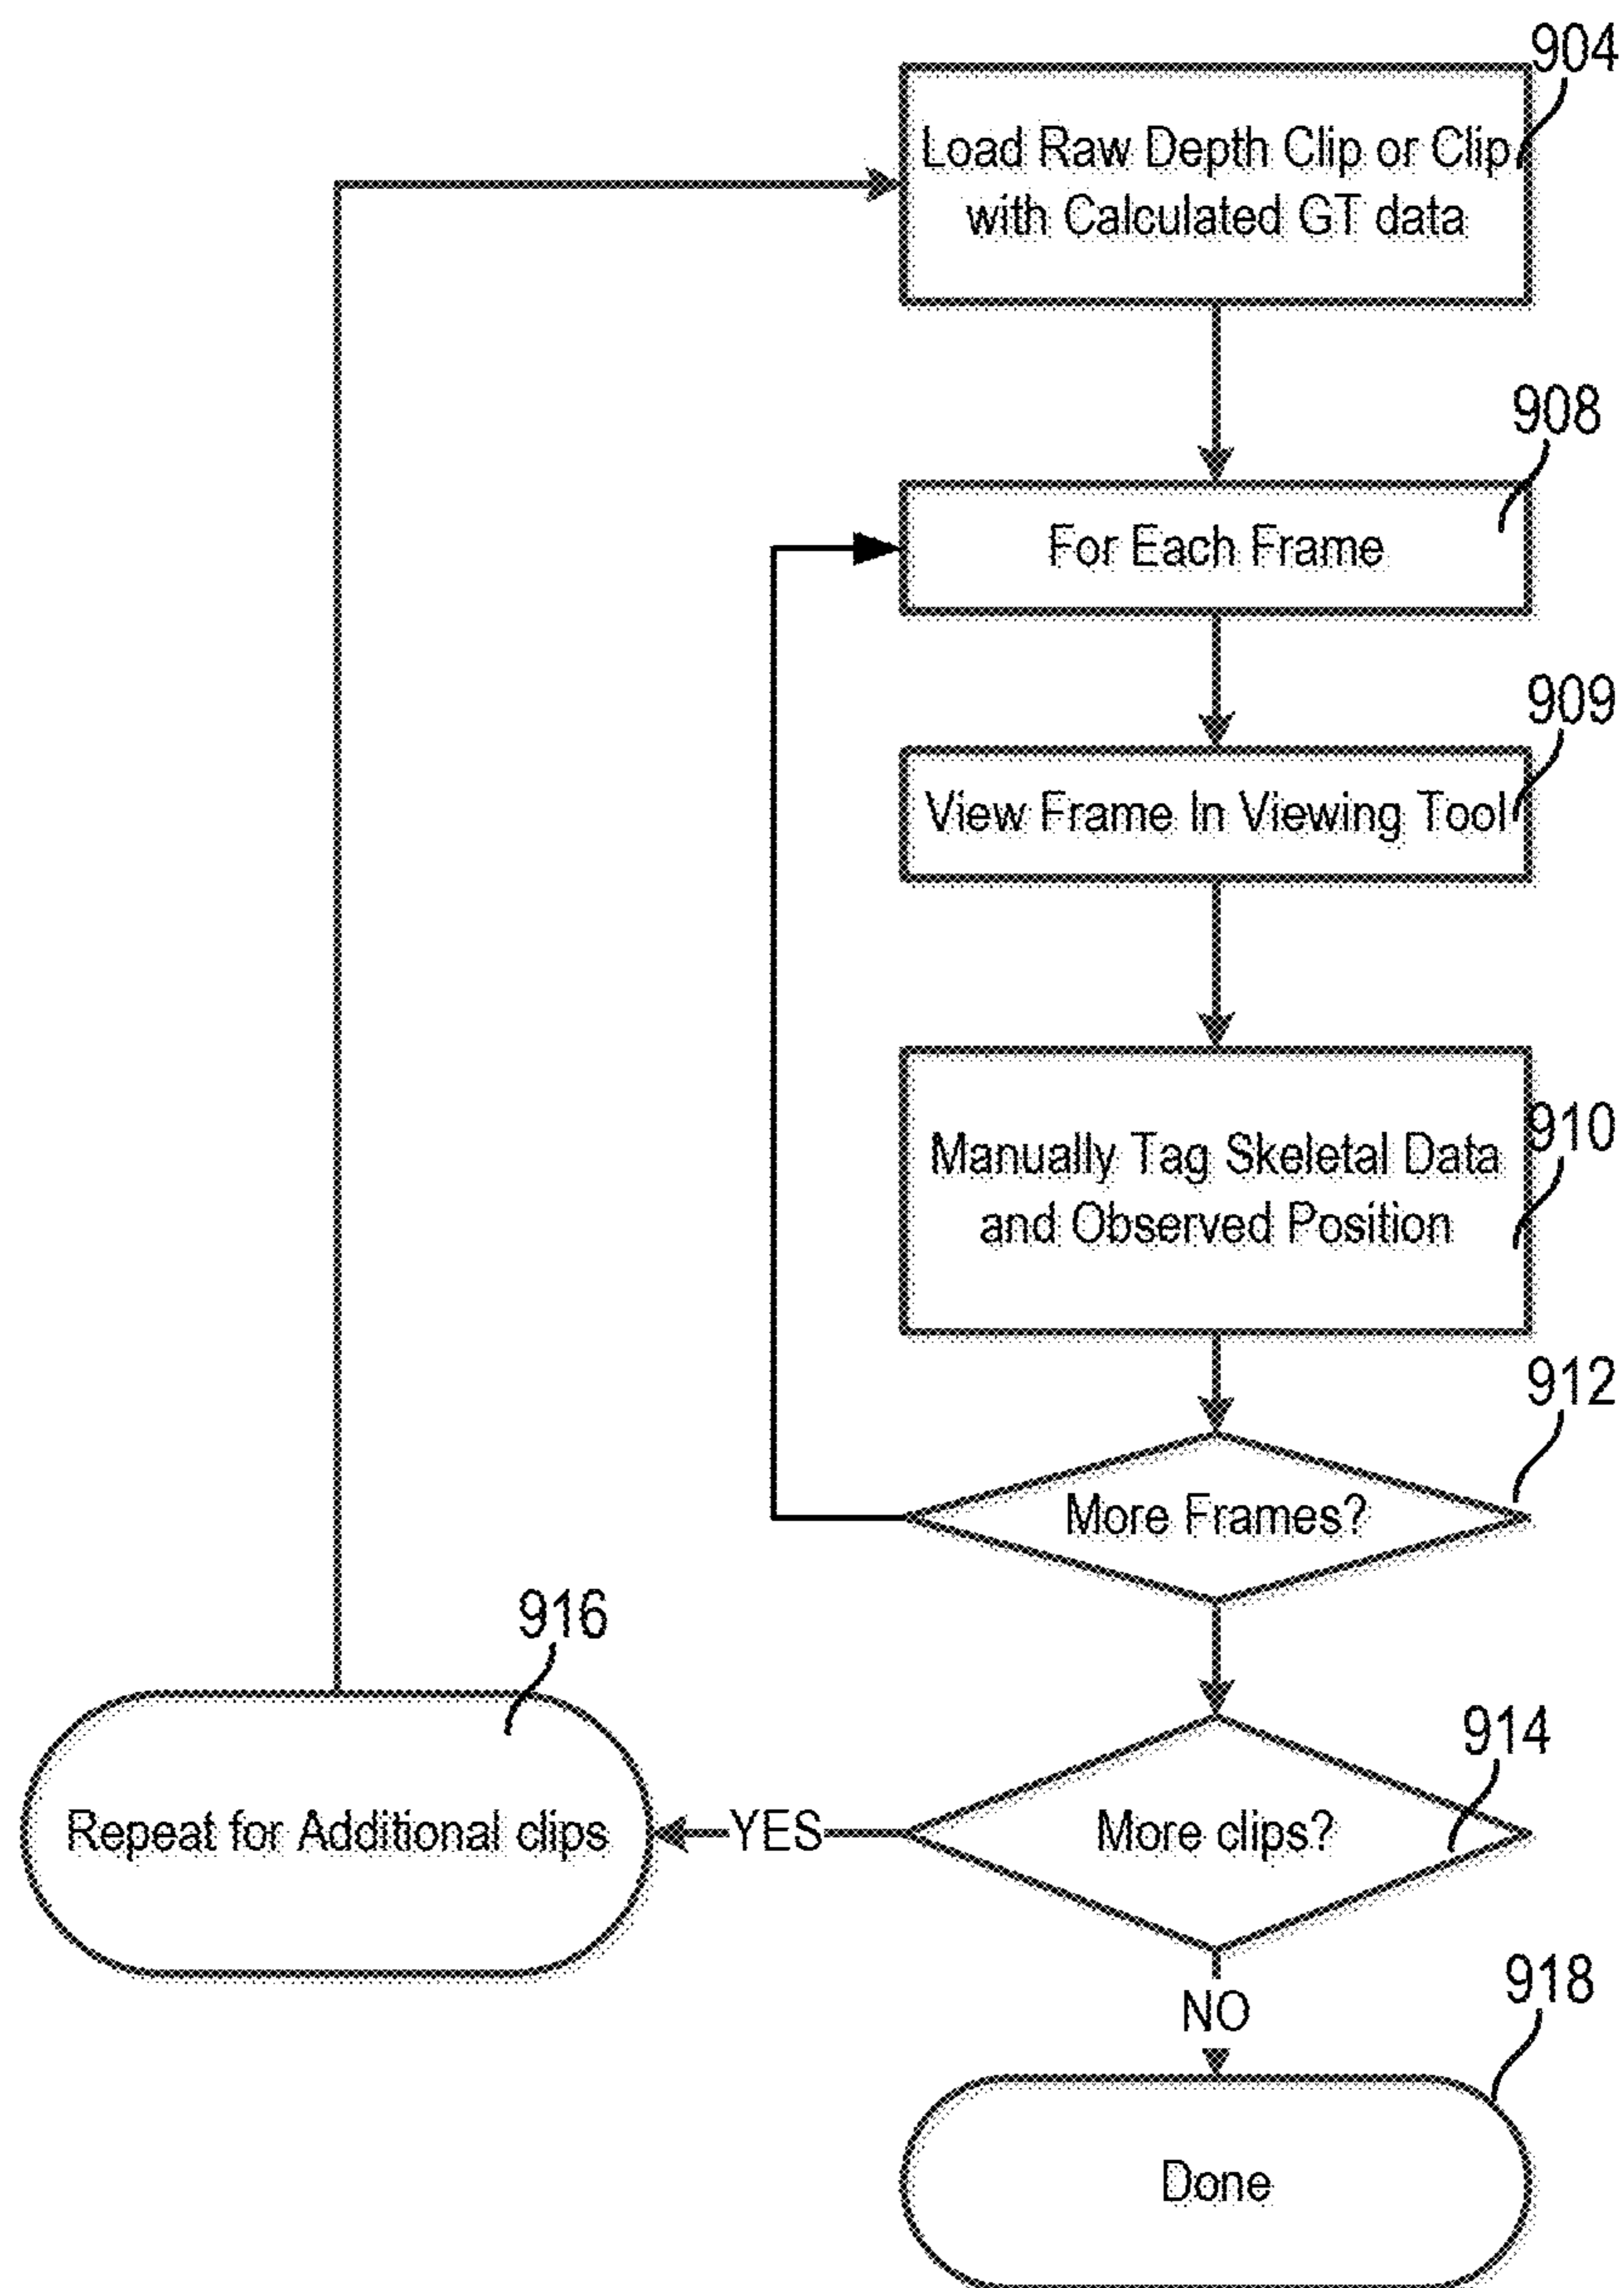 904
Load Raw Depth Clip or Clip
with Calculated GT data
908
For Each Frame
909
View Frame In Viewing Tool
910
Manually Tag Skeletal Data
and Observed Position
912
More Frames?
916
914
Repeat for Additional clips
YES
More clips?
NO
918
Done